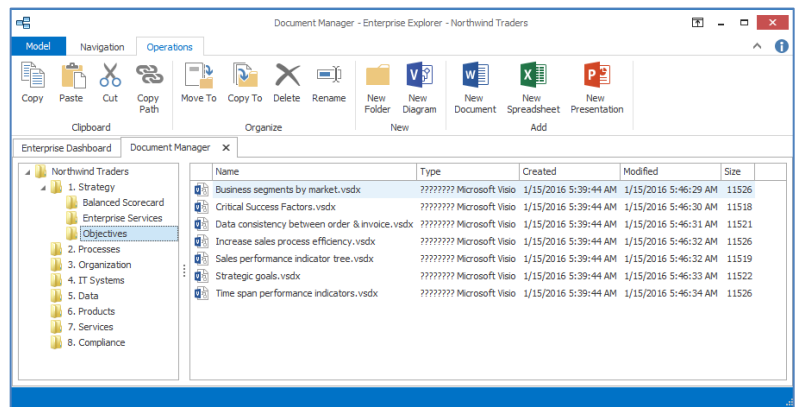 Document Manager - Enterprise Explorer - Northwind Traders
Model Navigation Operations
Copy Paste Cut Copy Path Move To Copy To Delete Rename New Folder New Diagram New Document New Spreadsheet New Presentation
Clipboard Organize New Add
Enterprise Dashboard Document Manager
Northwind Traders
1. Strategy
Balanced Scorecard
Enterprise Services
Objectives
2. Processes
3. Organization
4. IT Systems
5. Data
6. Products
7. Services
8. Compliance
Name Type Created Modified Size
Business segments by market.vsdx ???????? Microsoft Visio 1/15/2016 5:39:44 AM 1/15/2016 5:46:29 AM 11526
Critical Success Factors.vsdx ???????? Microsoft Visio 1/15/2016 5:39:44 AM 1/15/2016 5:46:30 AM 11518
Data consistency between order & invoice.vsdx ???????? Microsoft Visio 1/15/2016 5:39:44 AM 1/15/2016 5:46:31 AM 11521
Increase sales process efficiency.vsdx ???????? Microsoft Visio 1/15/2016 5:39:44 AM 1/15/2016 5:46:32 AM 11526
Sales performance indicator tree.vsdx ???????? Microsoft Visio 1/15/2016 5:39:44 AM 1/15/2016 5:46:32 AM 11519
Strategic goals.vsdx ???????? Microsoft Visio 1/15/2016 5:39:44 AM 1/15/2016 5:46:33 AM 11522
Time span performance indicators.vsdx ???????? Microsoft Visio 1/15/2016 5:39:44 AM 1/15/2016 5:46:34 AM 11526